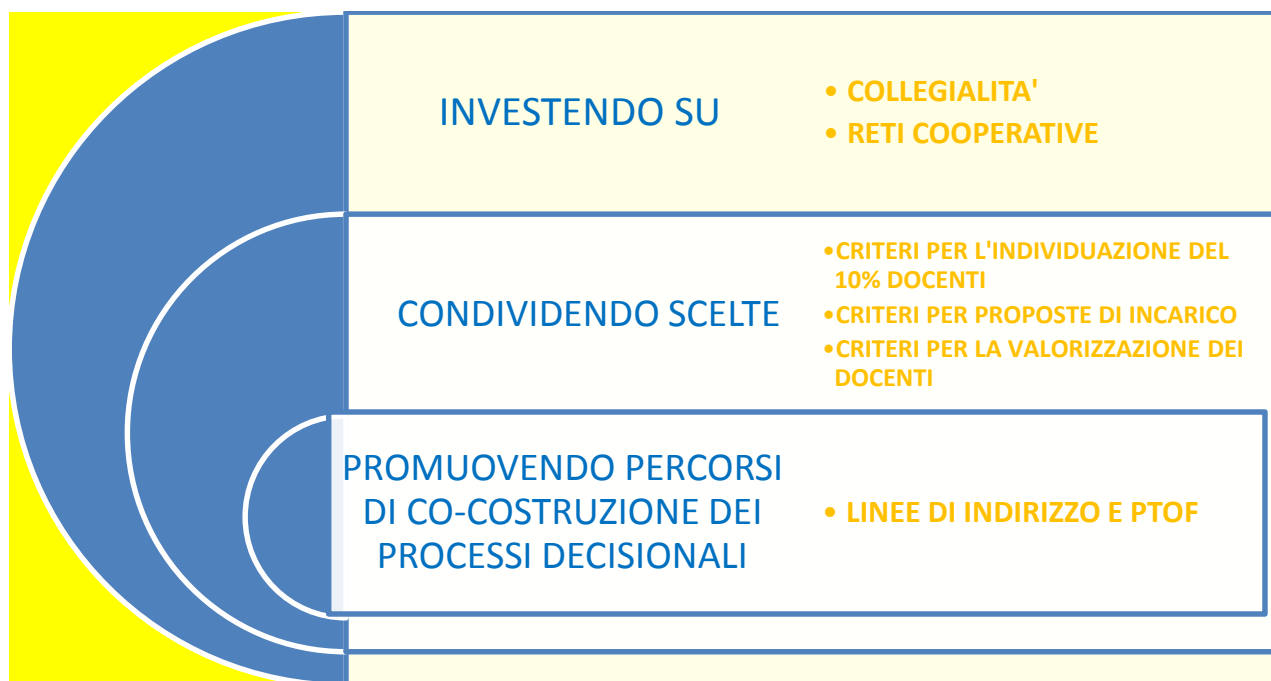 INVESTENDO SU
• COLLEGIALITA'
• RETI COOPERATIVE
CONDIVIDENDO SCELTE
•CRITERI PER L'INDIVIDUAZIONE DEL
10% DOCENTI
•CRITERI PER PROPOSTE DI INCARICO
•CRITERI PER LA VALORIZZAZIONE DEI
DOCENTI
PROMUOVENDO PERCORSI
DI CO-COSTRUZIONE DEI
PROCESSI DECISIONALI
• LINEE DI INDIRIZZO E PTOF